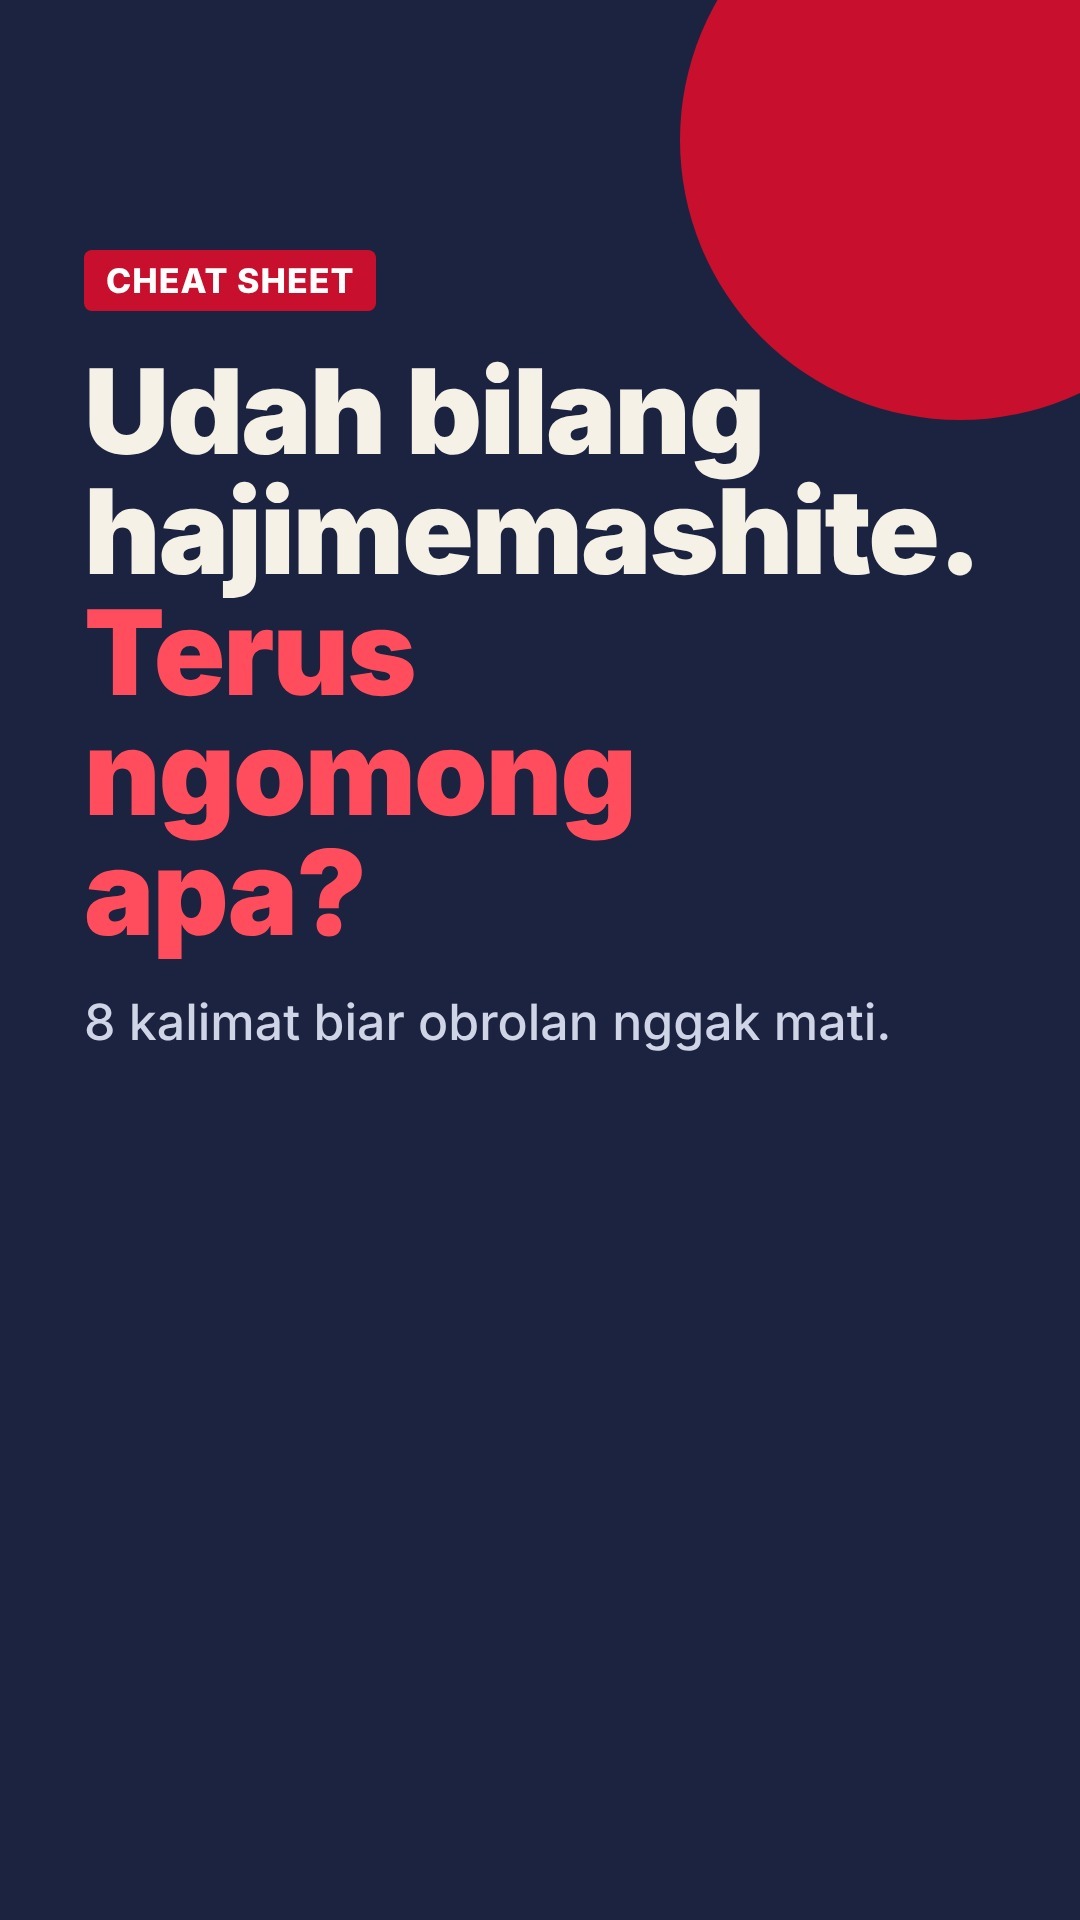 CHEAT SHEET
Udah bilang
hajimemashite.
Terus
ngomong
apa?
8 kalimat biar obrolan nggak mati.